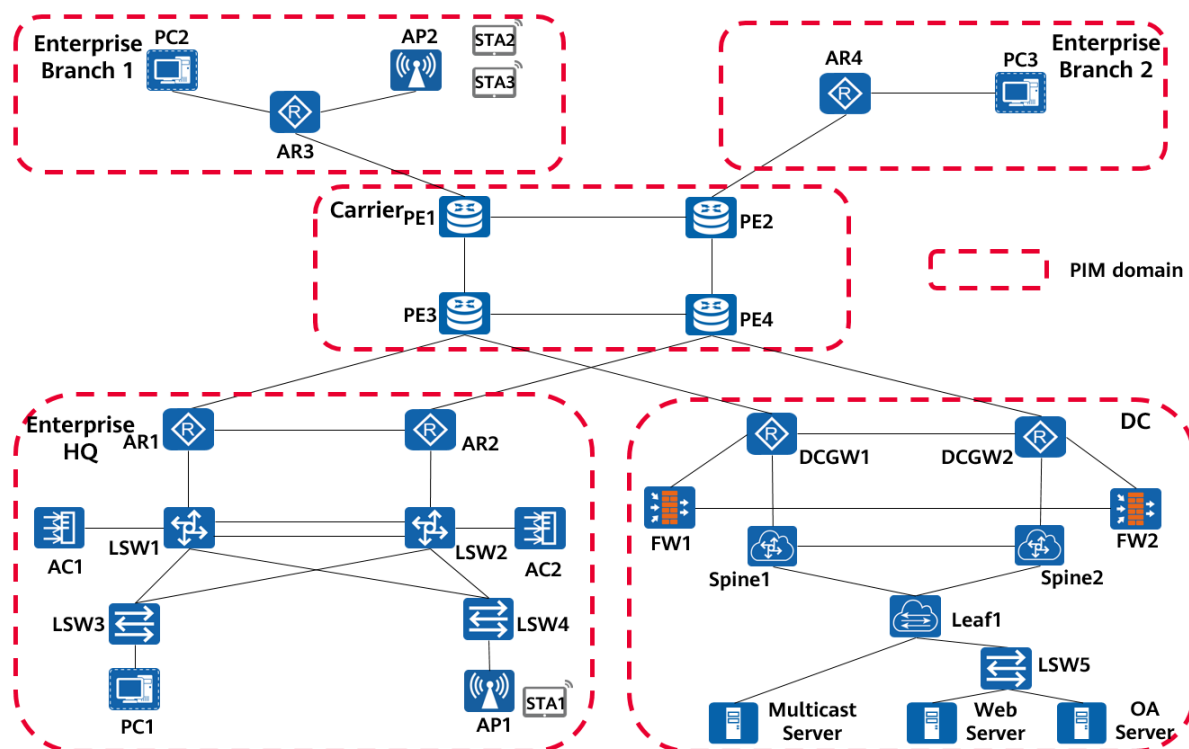 Enterprise
Branch 1
PC2
AP2
STA2
STA3
R
AR3
AR4
R
PC3
Enterprise
Branch 2
Carrier
PE1
PE2
PE3
PE4
PIM domain
Enterprise
HQ
AR1
R
R
AR2
AC1
LSW1
LSW2
AC2
LSW3
LSW4
PC1
AP1
STA1
DC
R
R
DCGW1
DCGW2
FW1
FW2
Spine1
Spine2
Leaf1
LSW5
Multicast
Server
Web
Server
OA
Server